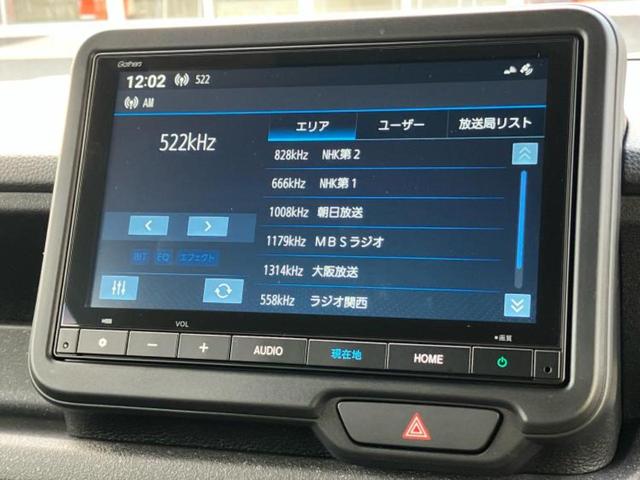 Gathers
12:02 522
AM
エリア ユーザー 放送局リスト
522kHz
828kHz NHK第2
666kHz NHK第1
1008kHz 朝日放送
1179kHz MBSラジオ
1314kHz 大阪放送
558kHz ラジオ関西
BIT EQ エフェクト
VOL
画質
− + AUDIO 現在地 HOME